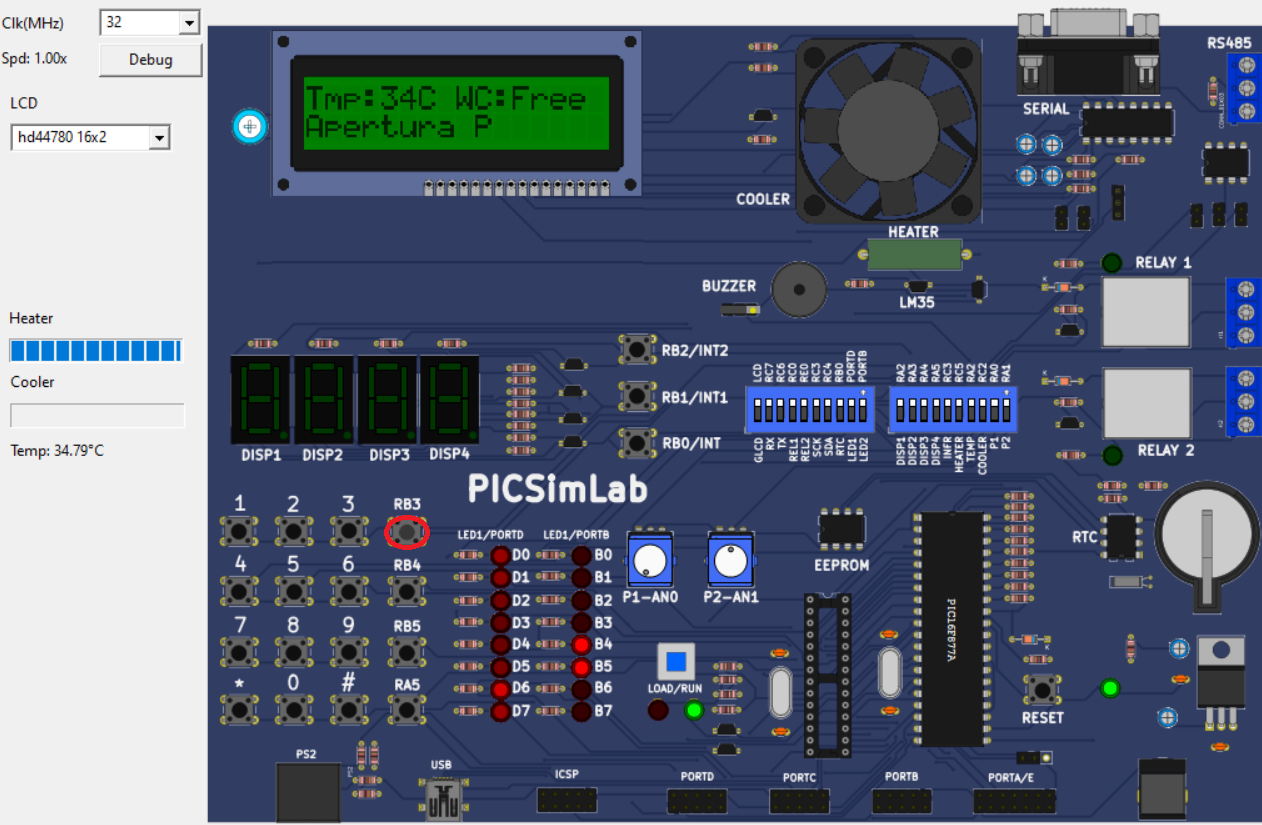 Clk(MHz) 32
Spd: 1.00x Debug
LCD
hd44780 16x2
Heater
Cooler
Temp: 34.79°C
Tmp:34C WC:Free
Apertura P
COOLER
HEATER
BUZZER
LM35
SERIAL
RS485
RELAY 1
RELAY 2
RB2/INT2
RB1/INT1
RB0/INT
DISP1 DISP2 DISP3 DISP4
LCD RC7 RC6 RC0 RE0 RC3 RC4 RB0 PORTD PORTB
GLCD RX TX REL1 REL2 SCK SDA RTC LED1 LED2
RA2 RA3 RA4 RA5 RC3 RC5 RA2 RC2 RA0 RA1
DISP1 DISP2 DISP3 DISP4 INFR HEATER TEMP COOLER P1 P2
PICSimLab
1 2 3 RB3
4 5 6 RB4
7 8 9 RB5
* 0 # RA5
LED1/PORTD LED1/PORTB
D0 B0
D1 B1
D2 B2
D3 B3
D4 B4
D5 B5
D6 B6
D7 B7
P1-AN0 P2-AN1
EEPROM
LOAD/RUN
PIC16F877A
RTC
RESET
PS2
USB
ICSP
PORTD
PORTC
PORTB
PORTA/E